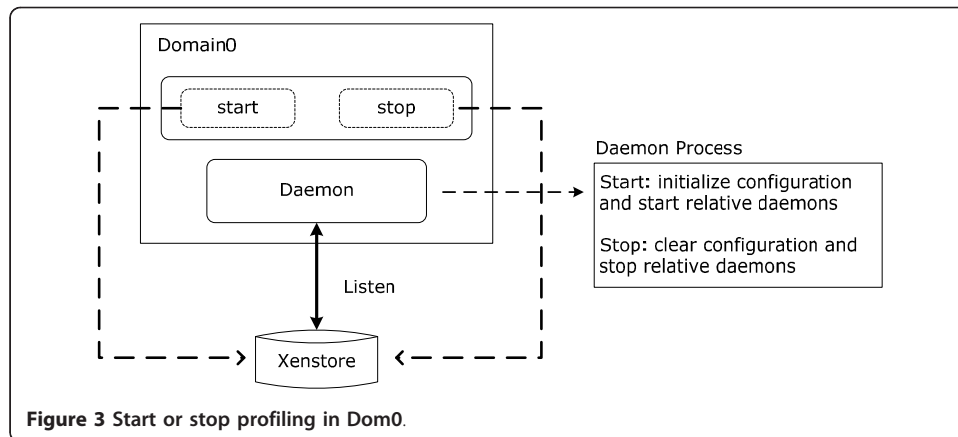 Domain0
start
stop
Daemon
Daemon Process
Start: initialize configuration
and start relative daemons
Stop: clear configuration and
stop relative daemons
Listen
Xenstore
Figure 3 Start or stop profiling in Dom0.